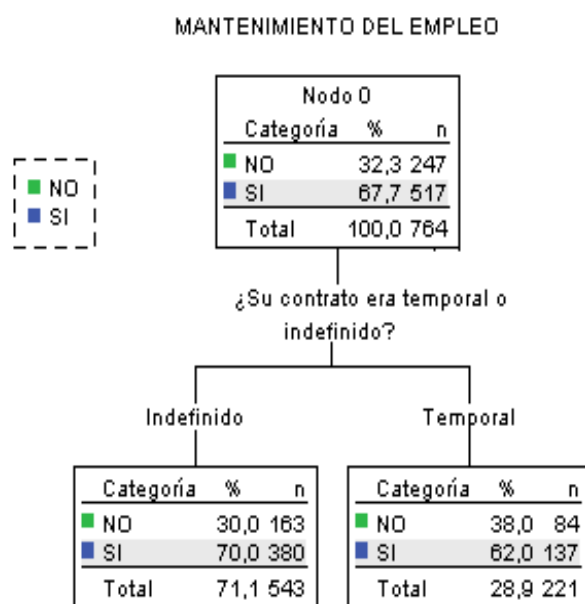 MANTENIMIENTO DEL EMPLEO
Nodo 0
Categoría % n
NO 32,3 247
SI 67,7 517
Total 100,0 764
NO
SI
¿Su contrato era temporal o
indefinido?
Indefinido
Temporal
Categoría % n
NO 30,0 163
SI 70,0 380
Total 71,1 543
Categoría % n
NO 38,0 84
SI 62,0 137
Total 28,9 221